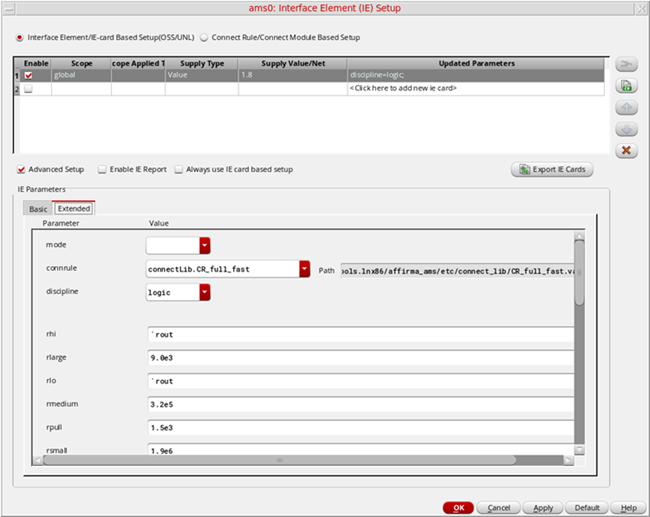 ams0: Interface Element (IE) Setup
Interface Element/IE-card Based Setup(OSS/UNL) Connect Rule/Connect Module Based Setup
Enable Scope cope Applied T Supply Type Supply Value/Net Updated Parameters
1 global Value 1.8 discipline=logic;
2 <Click here to add new ie card>
Advanced Setup Enable IE Report Always use IE card based setup Export IE Cards
IE Parameters
Basic Extended
Parameter Value
mode
connrule connectLib.CR_full_fast Path ols.lnx86/affirma_ams/etc/connect_lib/CR_full_fast.va
discipline logic
rhi `rout
rlarge 9.0e3
rlo `rout
rmedium 3.2e5
rpull 1.5e3
rsmall 1.9e6
OK Cancel Apply Default Help